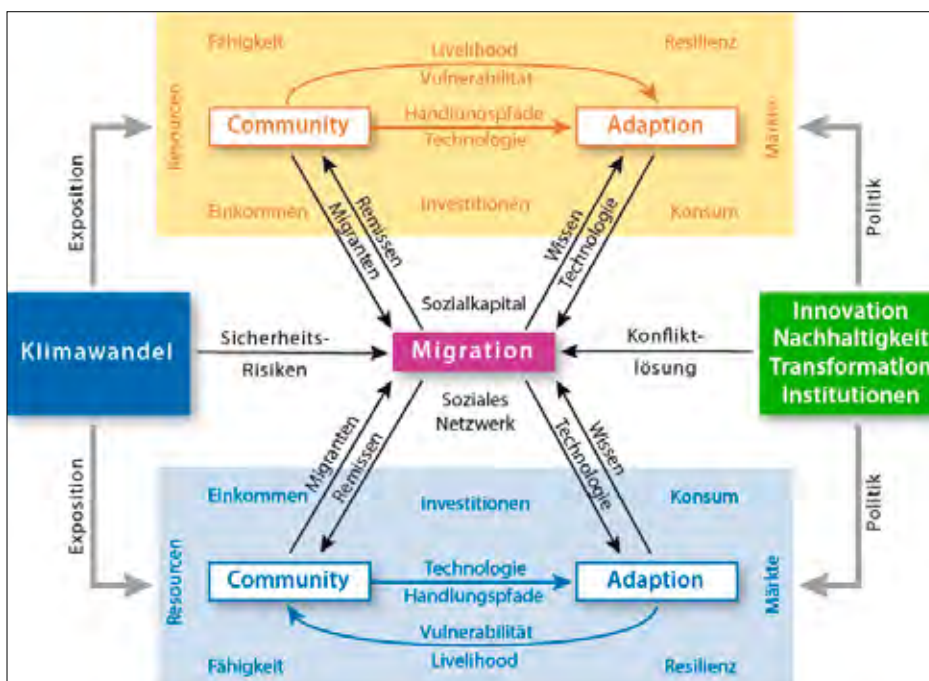 Fähigkeit
Livelihood
Resilienz
Vulnerabilität
Resourcen
Community
Handlungspfade
Technologie
Adaption
Märkte
Einkommen
Investitionen
Konsum
Exposition
Migranten
Remissen
Wissen
Technologie
Politik
Sozialkapital
Klimawandel
Sicherheits-
Risiken
Migration
Konflikt-
lösung
Innovation
Nachhaltigkeit
Transformation
Institutionen
Soziales
Netzwerk
Exposition
Migranten
Remissen
Technologie
Wissen
Politik
Einkommen
Investitionen
Konsum
Resourcen
Community
Technologie
Handlungspfade
Adaption
Märkte
Vulnerabilität
Livelihood
Fähigkeit
Resilienz